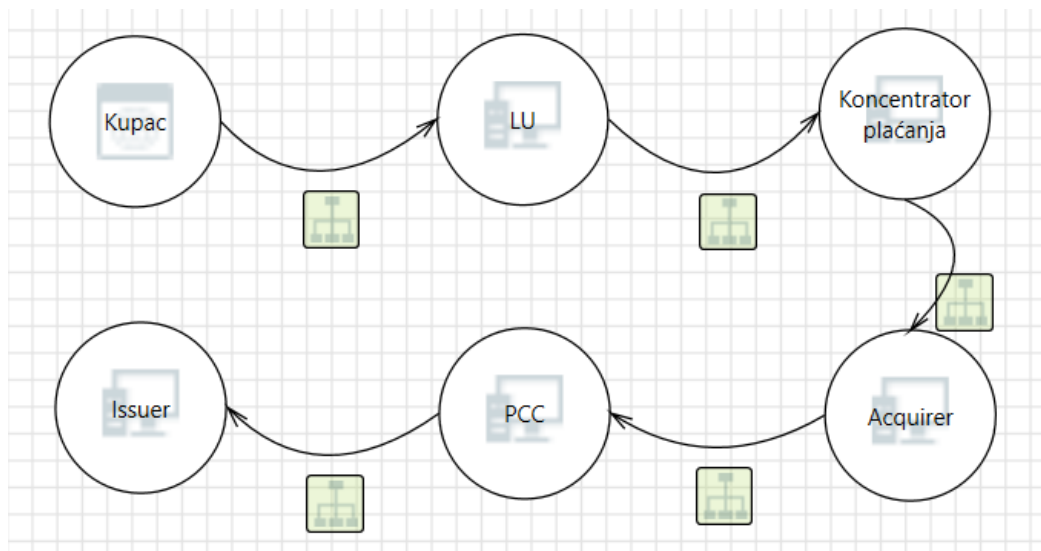 Kupac
LU
Koncentrator
plaćanja
Issuer
PCC
Acquirer